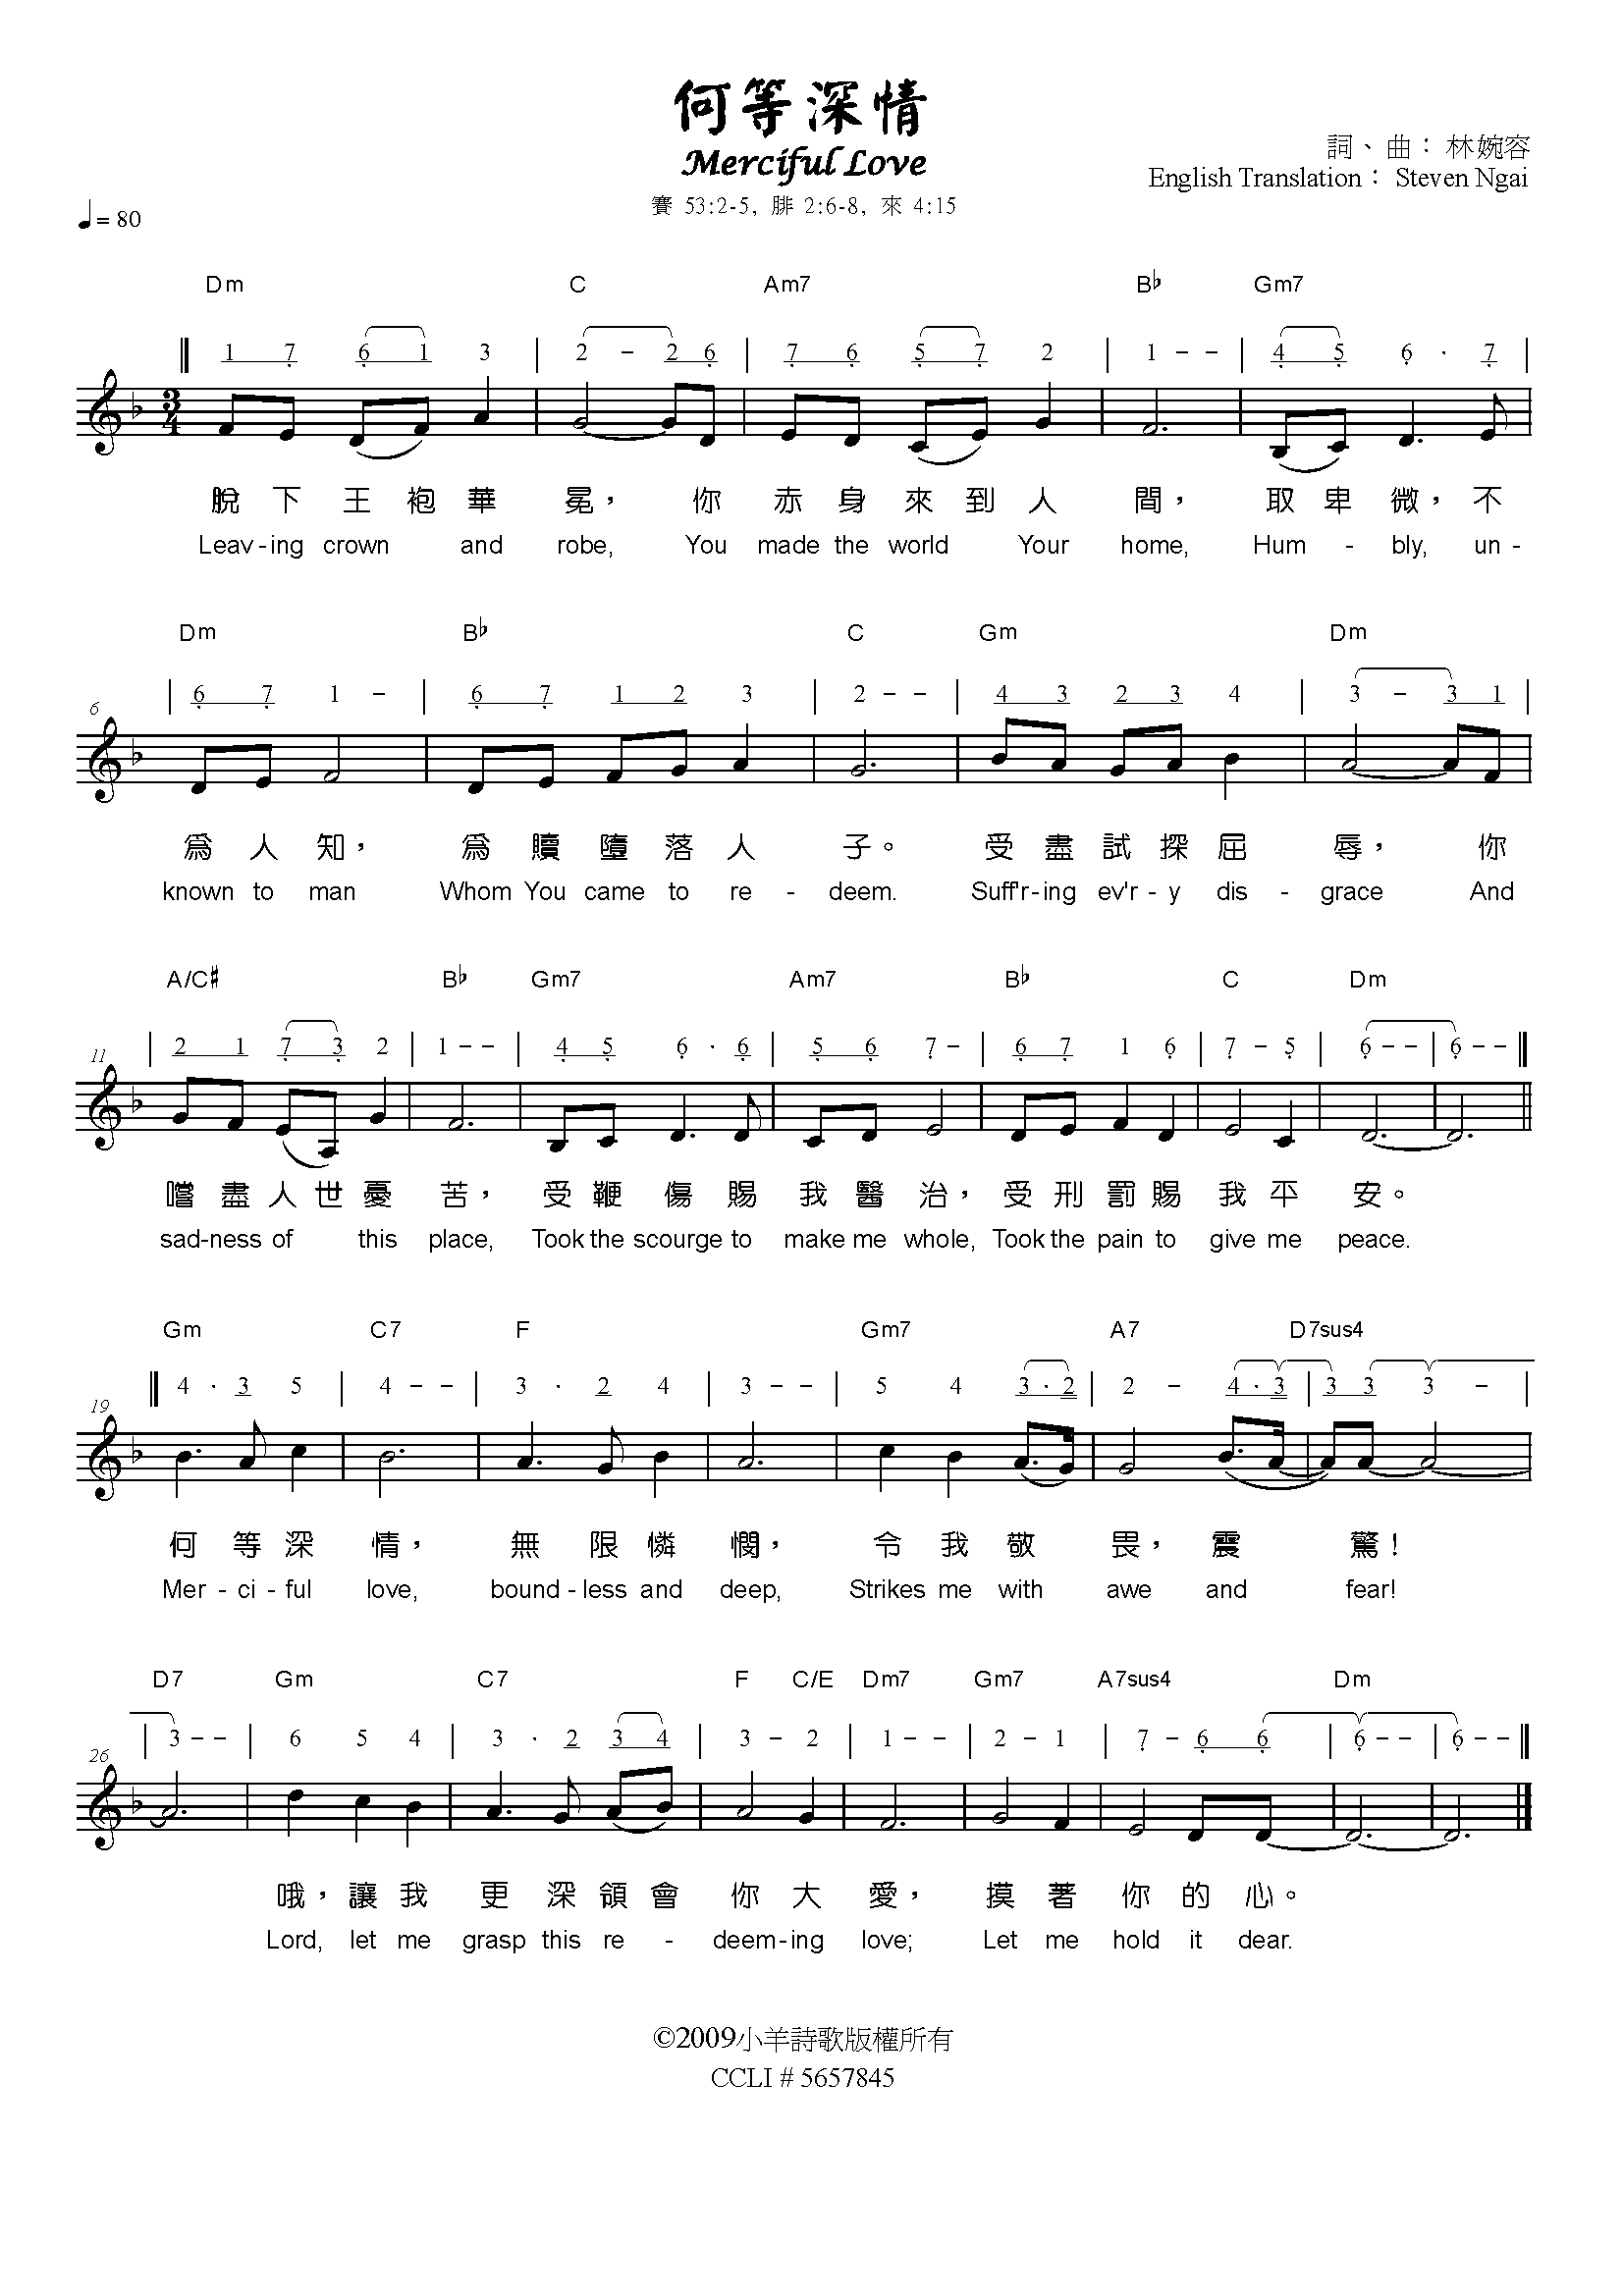 何等深情
Merciful Love
詞、曲：林婉容
English Translation： Steven Ngai
賽 53:2-5, 腓 2:6-8, 來 4:15
= 80
Dm C Am7 B♭ Gm7
1 7 6 1 3 | 2 – 2 6 | 7 6 5 7 2 | 1 – – | 4 5 6 · 7 |
3
4
脫下王袍華冕，你赤身來到人間，取卑微，不
Leav-ing crown and robe, You made the world Your home, Hum - bly, un-
Dm B♭ C Gm Dm
| 6 7 1 – | 6 7 1 2 3 | 2 – – | 4 3 2 3 4 | 3 – 3 1 |
6
為人知，為贖墮落人子。受盡試探屈辱，你
known to man Whom You came to re - deem. Suff'r-ing ev'r-y dis - grace And
A/C♯ B♭ Gm7 Am7 B♭ C Dm
| 2 1 7 3 2 | 1 – – | 4 5 6 · 6 | 5 6 7 – | 6 7 1 6 | 7 – 5 | 6 – – | 6 – – ‖
11
嚐盡人世憂苦，受鞭傷賜我醫治，受刑罰賜我平安。
sad-ness of this place, Took the scourge to make me whole, Took the pain to give me peace.
Gm C7 F Gm7 A7 D7sus4
‖ 4 · 3 5 | 4 – – | 3 · 2 4 | 3 – – | 5 4 3 · 2 | 2 – 4 · 3 | 3 3 3 – |
19
何等深情，無限憐憫，令我敬畏，震驚！
Mer - ci - ful love, bound - less and deep, Strikes me with awe and fear!
D7 Gm C7 F C/E Dm7 Gm7 A7sus4 Dm
| 3 – – | 6 5 4 | 3 · 2 3 4 | 3 – 2 | 1 – – | 2 – 1 | 7 – 6 6 | 6 – – | 6 – – ‖
26
哦，讓我更深領會你大愛，摸著你的心。
Lord, let me grasp this re - deem-ing love; Let me hold it dear.
©2009小羊詩歌版權所有
CCLI # 5657845